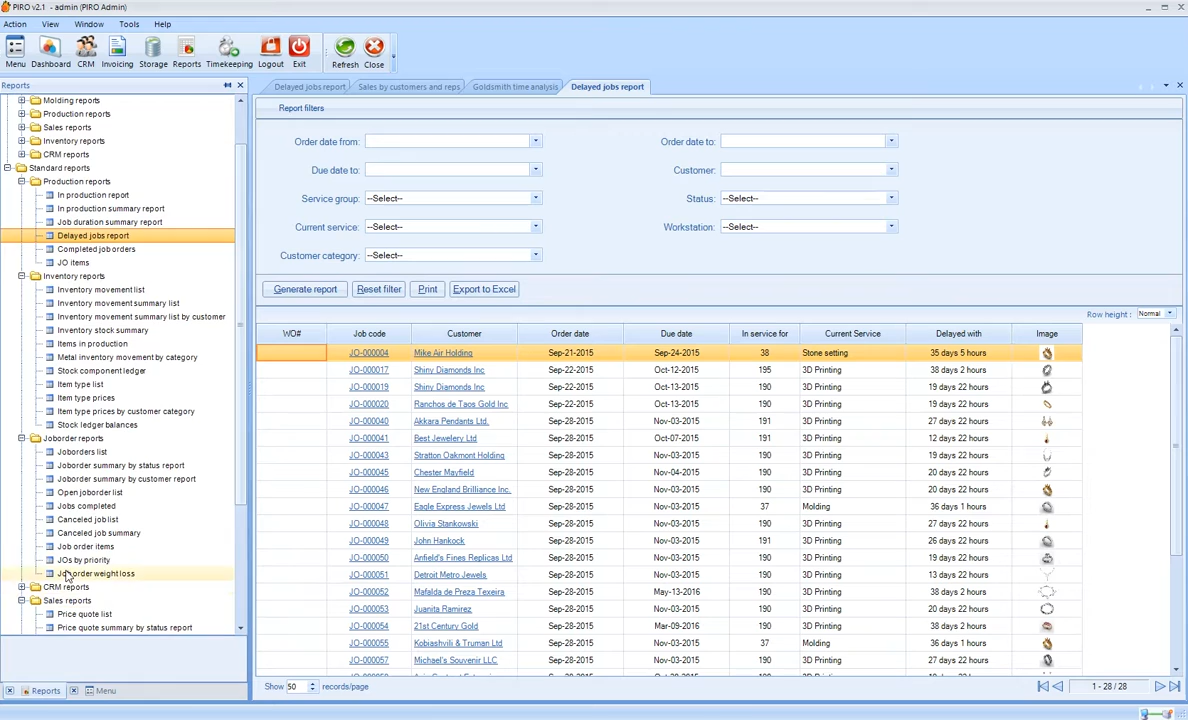 PIRO v2.1 - admin (PIRO Admin)
Action View Window Tools Help
Menu Dashboard CRM Invoicing Storage Reports Timekeeping Logout Exit Refresh Close
Reports
Molding reports
Production reports
Sales reports
Inventory reports
CRM reports
Standard reports
Production reports
In production report
In production summary report
Job duration summary report
Delayed jobs report
Completed job orders
JO items
Inventory reports
Inventory movement list
Inventory movement summary list
Inventory movement summary list by customer
Inventory stock summary
Items in production
Metal inventory movement by category
Stock component ledger
Item type list
Item type prices
Item type prices by customer category
Stock ledger balances
Joborder reports
Joborders list
Joborder summary by status report
Joborder summary by customer report
Open joborder list
Jobs completed
Canceled job list
Canceled job summary
Job order items
JOs by priority
Job order weight loss
CRM reports
Sales reports
Price quote list
Price quote summary by status report
Reports Menu
Delayed jobs report Sales by customers and reps Goldsmith time analysis Delayed jobs report
Report filters
Order date from: Order date to:
Due date to: Customer:
Service group: --Select-- Status: --Select--
Current service: --Select-- Workstation: --Select--
Customer category: --Select--
Generate report Reset filter Print Export to Excel
Row height : Normal
WO# Job code Customer Order date Due date In service for Current Service Delayed with Image
JO-000004 Mike Air Holding Sep-21-2015 Sep-24-2015 38 Stone setting 35 days 5 hours
JO-000017 Shiny Diamonds Inc Sep-22-2015 Oct-12-2015 195 3D Printing 38 days 2 hours
JO-000019 Shiny Diamonds Inc Sep-22-2015 Oct-13-2015 190 3D Printing 19 days 22 hours
JO-000020 Ranchos de Taos Gold Inc Sep-22-2015 Oct-13-2015 190 3D Printing 19 days 22 hours
JO-000040 Akkara Pendants Ltd. Sep-28-2015 Nov-03-2015 191 3D Printing 27 days 22 hours
JO-000041 Best Jewelery Ltd Sep-28-2015 Oct-07-2015 191 3D Printing 12 days 22 hours
JO-000043 Stratton Oakmont Holding Sep-28-2015 Nov-03-2015 190 3D Printing 19 days 22 hours
JO-000045 Chester Mayfield Sep-28-2015 Nov-04-2015 190 3D Printing 20 days 22 hours
JO-000046 New England Brilliance Inc. Sep-28-2015 Nov-03-2015 190 3D Printing 20 days 22 hours
JO-000047 Eagle Express Jewels Ltd Sep-28-2015 Nov-03-2015 37 Molding 36 days 1 hours
JO-000048 Olivia Stankowski Sep-28-2015 Nov-03-2015 190 3D Printing 27 days 22 hours
JO-000049 John Hancock Sep-28-2015 Nov-03-2015 191 3D Printing 26 days 22 hours
JO-000050 Anfield's Fines Replicas Ltd Sep-28-2015 Nov-03-2015 190 3D Printing 19 days 22 hours
JO-000051 Detroit Metro Jewels Sep-28-2015 Nov-03-2015 190 3D Printing 13 days 22 hours
JO-000052 Mafalda de Preza Texeira Sep-28-2015 May-13-2016 190 3D Printing 38 days 2 hours
JO-000053 Juanita Ramirez Sep-28-2015 Nov-03-2015 190 3D Printing 20 days 22 hours
JO-000054 21st Century Gold Sep-28-2015 Mar-09-2016 190 3D Printing 38 days 2 hours
JO-000055 Kobiashvili & Truman Ltd Sep-28-2015 Nov-03-2015 37 Molding 36 days 1 hours
JO-000057 Michael's Souvenir LLC Sep-28-2015 Nov-03-2015 190 3D Printing 27 days 22 hours
Show 50 records/page 1 - 28 / 28